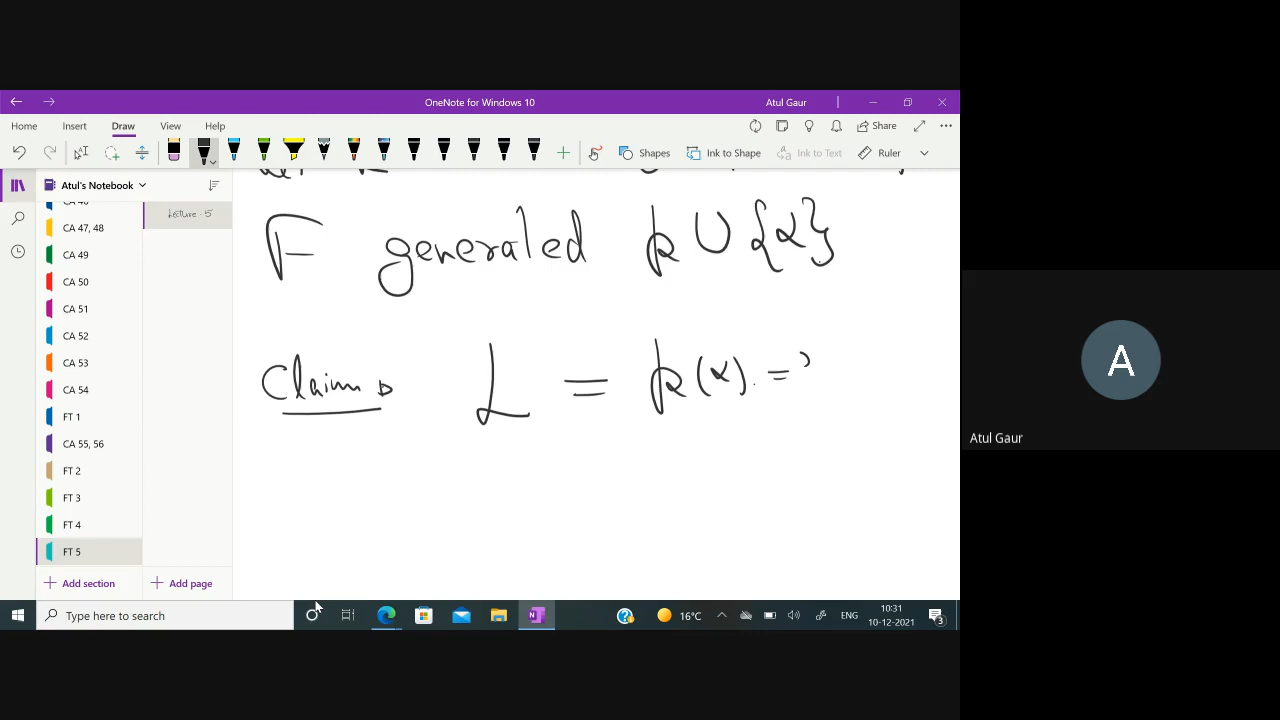 OneNote for Windows 10
Atul Gaur
Home Insert Draw View Help
Share
Shapes Ink to Shape Ink to Text Ruler
Atul's Notebook
CA 46
CA 47, 48
CA 49
CA 50
CA 51
CA 52
CA 53
CA 54
FT 1
CA 55, 56
FT 2
FT 3
FT 4
FT 5
Add section
Lecture - 5
Add page
F generated k ∪ {α}
Claim L = k(α). =
A
Atul Gaur
Type here to search
16°C
ENG
10:31
10-12-2021
3